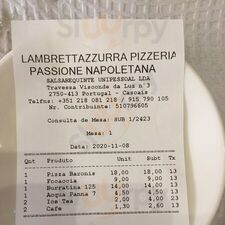 LAMBRETTAZZURRA PIZZERIA
PASSIONE NAPOLETANA
SALSAREQUINTE UNIPESSOAL LDA
Travessa Visconde da Luz nº3
2750-413 Portugal - Cascais
Telfns: +351 218 081 218 / 915 790 105
Nr. Contribuinte: 510796605
Consulta de Mesa: SUB 1/2423
Mesa: 1
Data: 2020-11-08
Qnt Produto Unit Subt Tx
1 Pizza Baronis 18,00 18,00 13
1 Focaccia 9,00 9,00 13
1 Burratina 125 14,00 14,00 13
1 Acqua Panna 7 4,50 4,50 13
2 Ice Tea 2,00 4,00 23
2 Cafe 1,30 2,60 13